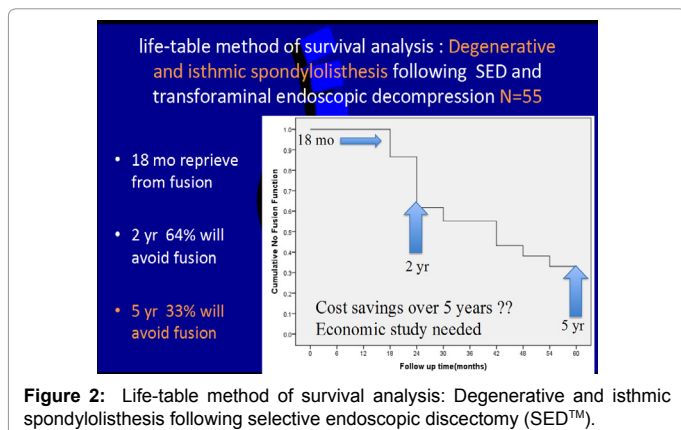 life-table method of survival analysis : Degenerative
and isthmic spondylolisthesis following SED and
transforaminal endoscopic decompression N=55
• 18 mo reprieve
from fusion
• 2 yr 64% will
avoid fusion
• 5 yr 33% will
avoid fusion
Cumulative No Fusion Function
1.0
0.9
0.8
0.7
0.6
0.5
0.4
0.3
0.2
0.1
0.0
18 mo
2 yr
5 yr
Cost savings over 5 years ??
Economic study needed
0 6 12 18 24 30 36 42 48 54 60
Follow up time(months)
Figure 2: Life-table method of survival analysis: Degenerative and isthmic
spondylolisthesis following selective endoscopic discectomy (SED™).